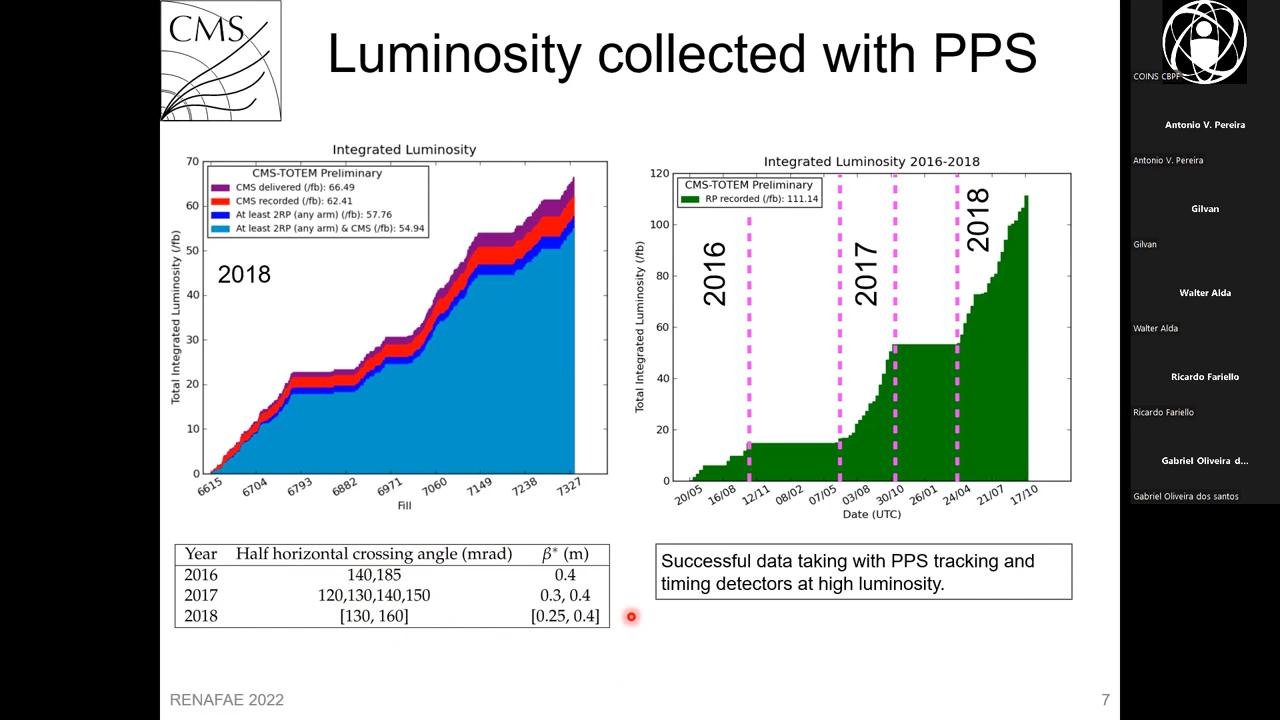 CMS
Luminosity collected with PPS
Integrated Luminosity
CMS-TOTEM Preliminary
CMS delivered (/fb): 66.49
CMS recorded (/fb): 62.41
At least 2RP (any arm) (/fb): 57.76
At least 2RP (any arm) & CMS (/fb): 54.94
2018
Total Integrated Luminosity (/fb)
70
60
50
40
30
20
10
0
6615 6704 6793 6882 6971 7060 7149 7238 7327
Fill
Integrated Luminosity 2016-2018
CMS-TOTEM Preliminary
RP recorded (/fb): 111.14
2016
2017
2018
Total Integrated Luminosity (/fb)
120
100
80
60
40
20
0
20/05 16/08 12/11 08/02 07/05 03/08 30/10 26/01 24/04 21/07 17/10
Date (UTC)
Year Half horizontal crossing angle (mrad) β* (m)
2016 140,185 0.4
2017 120,130,140,150 0.3, 0.4
2018 [130, 160] [0.25, 0.4]
Successful data taking with PPS tracking and
timing detectors at high luminosity.
RENAFAE 2022
7
COINS CBPF
Antonio V. Pereira
Antonio V. Pereira
Gilvan
Gilvan
Walter Alda
Walter Alda
Ricardo Fariello
Ricardo Fariello
Gabriel Oliveira d...
Gabriel Oliveira dos santos